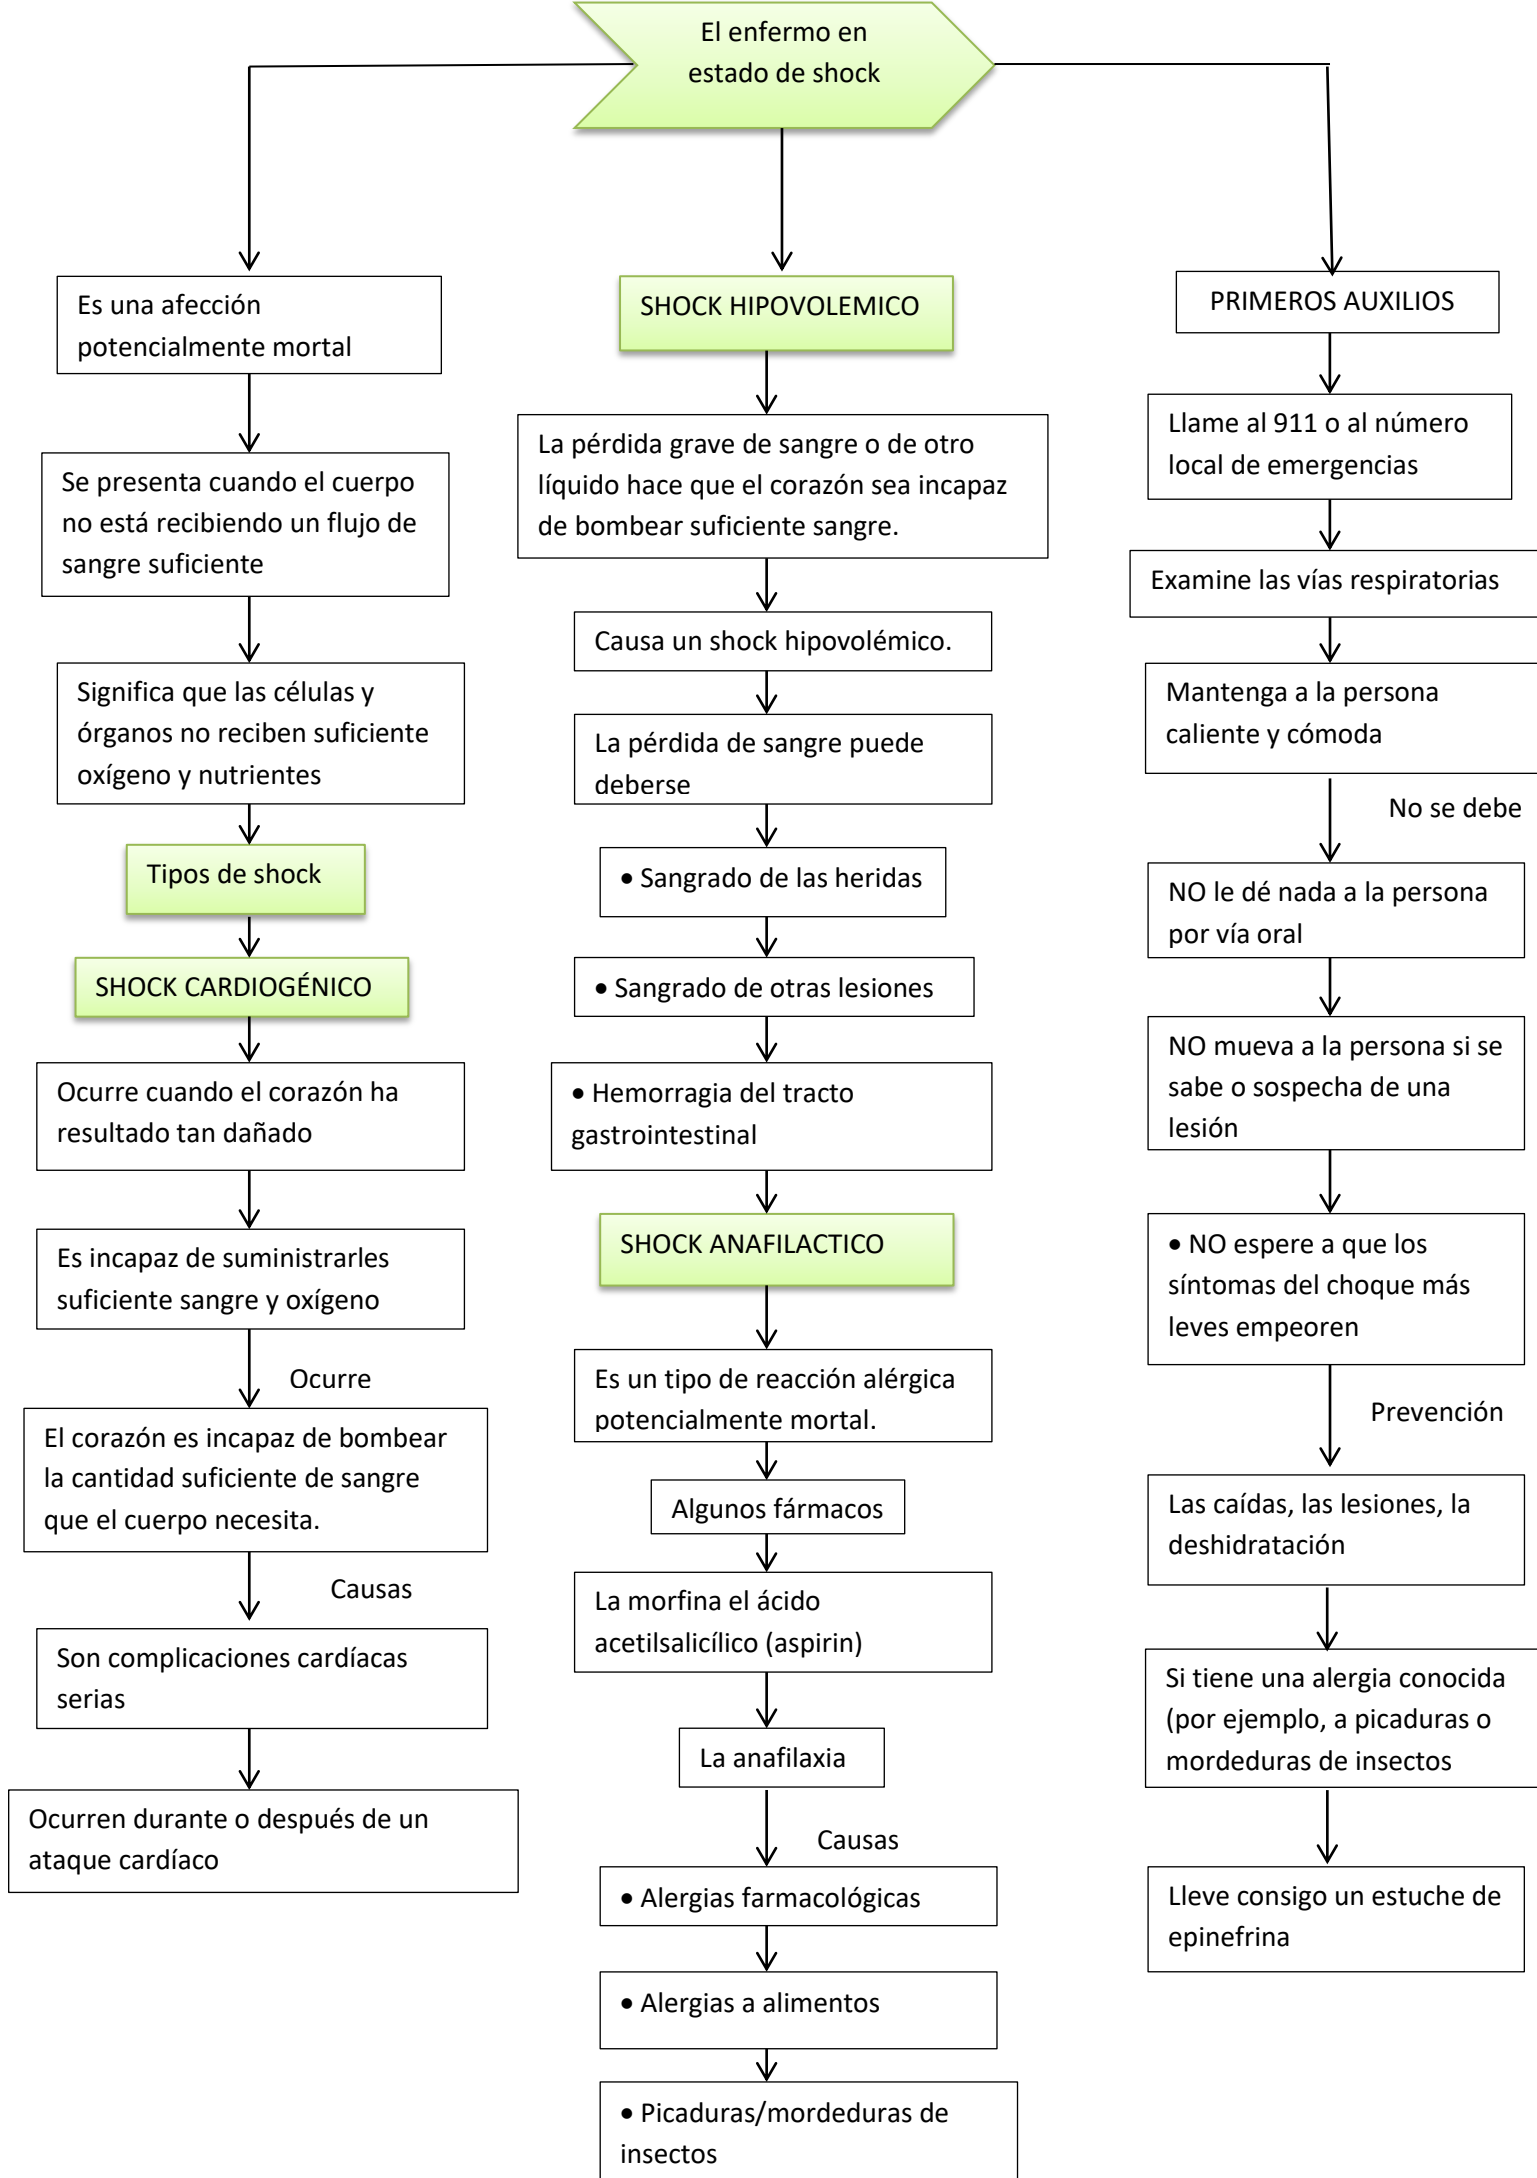 El enfermo en
estado de shock
Es una afección
potencialmente mortal
Se presenta cuando el cuerpo
no está recibiendo un flujo de
sangre suficiente
Significa que las células y
órganos no reciben suficiente
oxígeno y nutrientes
Tipos de shock
SHOCK CARDIOGÉNICO
Ocurre cuando el corazón ha
resultado tan dañado
Es incapaz de suministrarles
suficiente sangre y oxígeno
Ocurre
El corazón es incapaz de bombear
la cantidad suficiente de sangre
que el cuerpo necesita.
Causas
Son complicaciones cardíacas
serias
Ocurren durante o después de un
ataque cardíaco
SHOCK HIPOVOLEMICO
La pérdida grave de sangre o de otro
líquido hace que el corazón sea incapaz
de bombear suficiente sangre.
Causa un shock hipovolémico.
La pérdida de sangre puede
deberse
• Sangrado de las heridas
• Sangrado de otras lesiones
• Hemorragia del tracto
gastrointestinal
SHOCK ANAFILACTICO
Es un tipo de reacción alérgica
potencialmente mortal.
Algunos fármacos
La morfina el ácido
acetilsalicílico (aspirin)
La anafilaxia
Causas
• Alergias farmacológicas
• Alergias a alimentos
• Picaduras/mordeduras de
insectos
PRIMEROS AUXILIOS
Llame al 911 o al número
local de emergencias
Examine las vías respiratorias
Mantenga a la persona
caliente y cómoda
No se debe
NO le dé nada a la persona
por vía oral
NO mueva a la persona si se
sabe o sospecha de una
lesión
• NO espere a que los
síntomas del choque más
leves empeoren
Prevención
Las caídas, las lesiones, la
deshidratación
Si tiene una alergia conocida
(por ejemplo, a picaduras o
mordeduras de insectos
Lleve consigo un estuche de
epinefrina